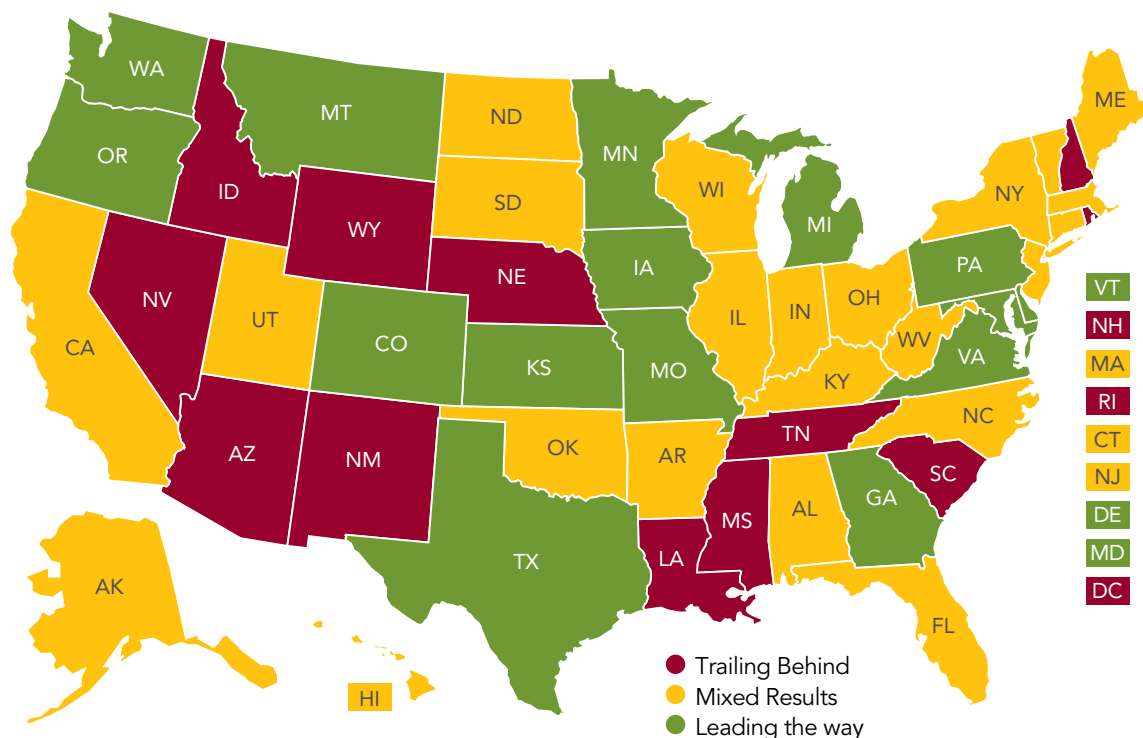 WA
MT
ND
MN
ME
OR
ID
SD
WI
NY
WY
MI
IA
NE
PA
NV
UT
CO
IL
IN
OH
VT
NH
CA
KS
MO
WV
VA
MA
KY
RI
NC
CT
AZ
NM
OK
AR
TN
SC
NJ
MS
AL
GA
DE
TX
LA
MD
AK
DC
FL
HI
Trailing Behind
Mixed Results
Leading the way